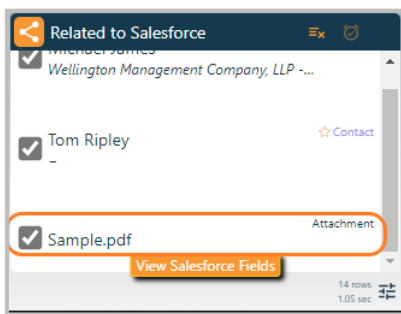 Related to Salesforce
Michael James
Wellington Management Company, LLP -...
Tom Ripley
Contact
–
Attachment
Sample.pdf
View Salesforce Fields
14 rows
1.05 sec